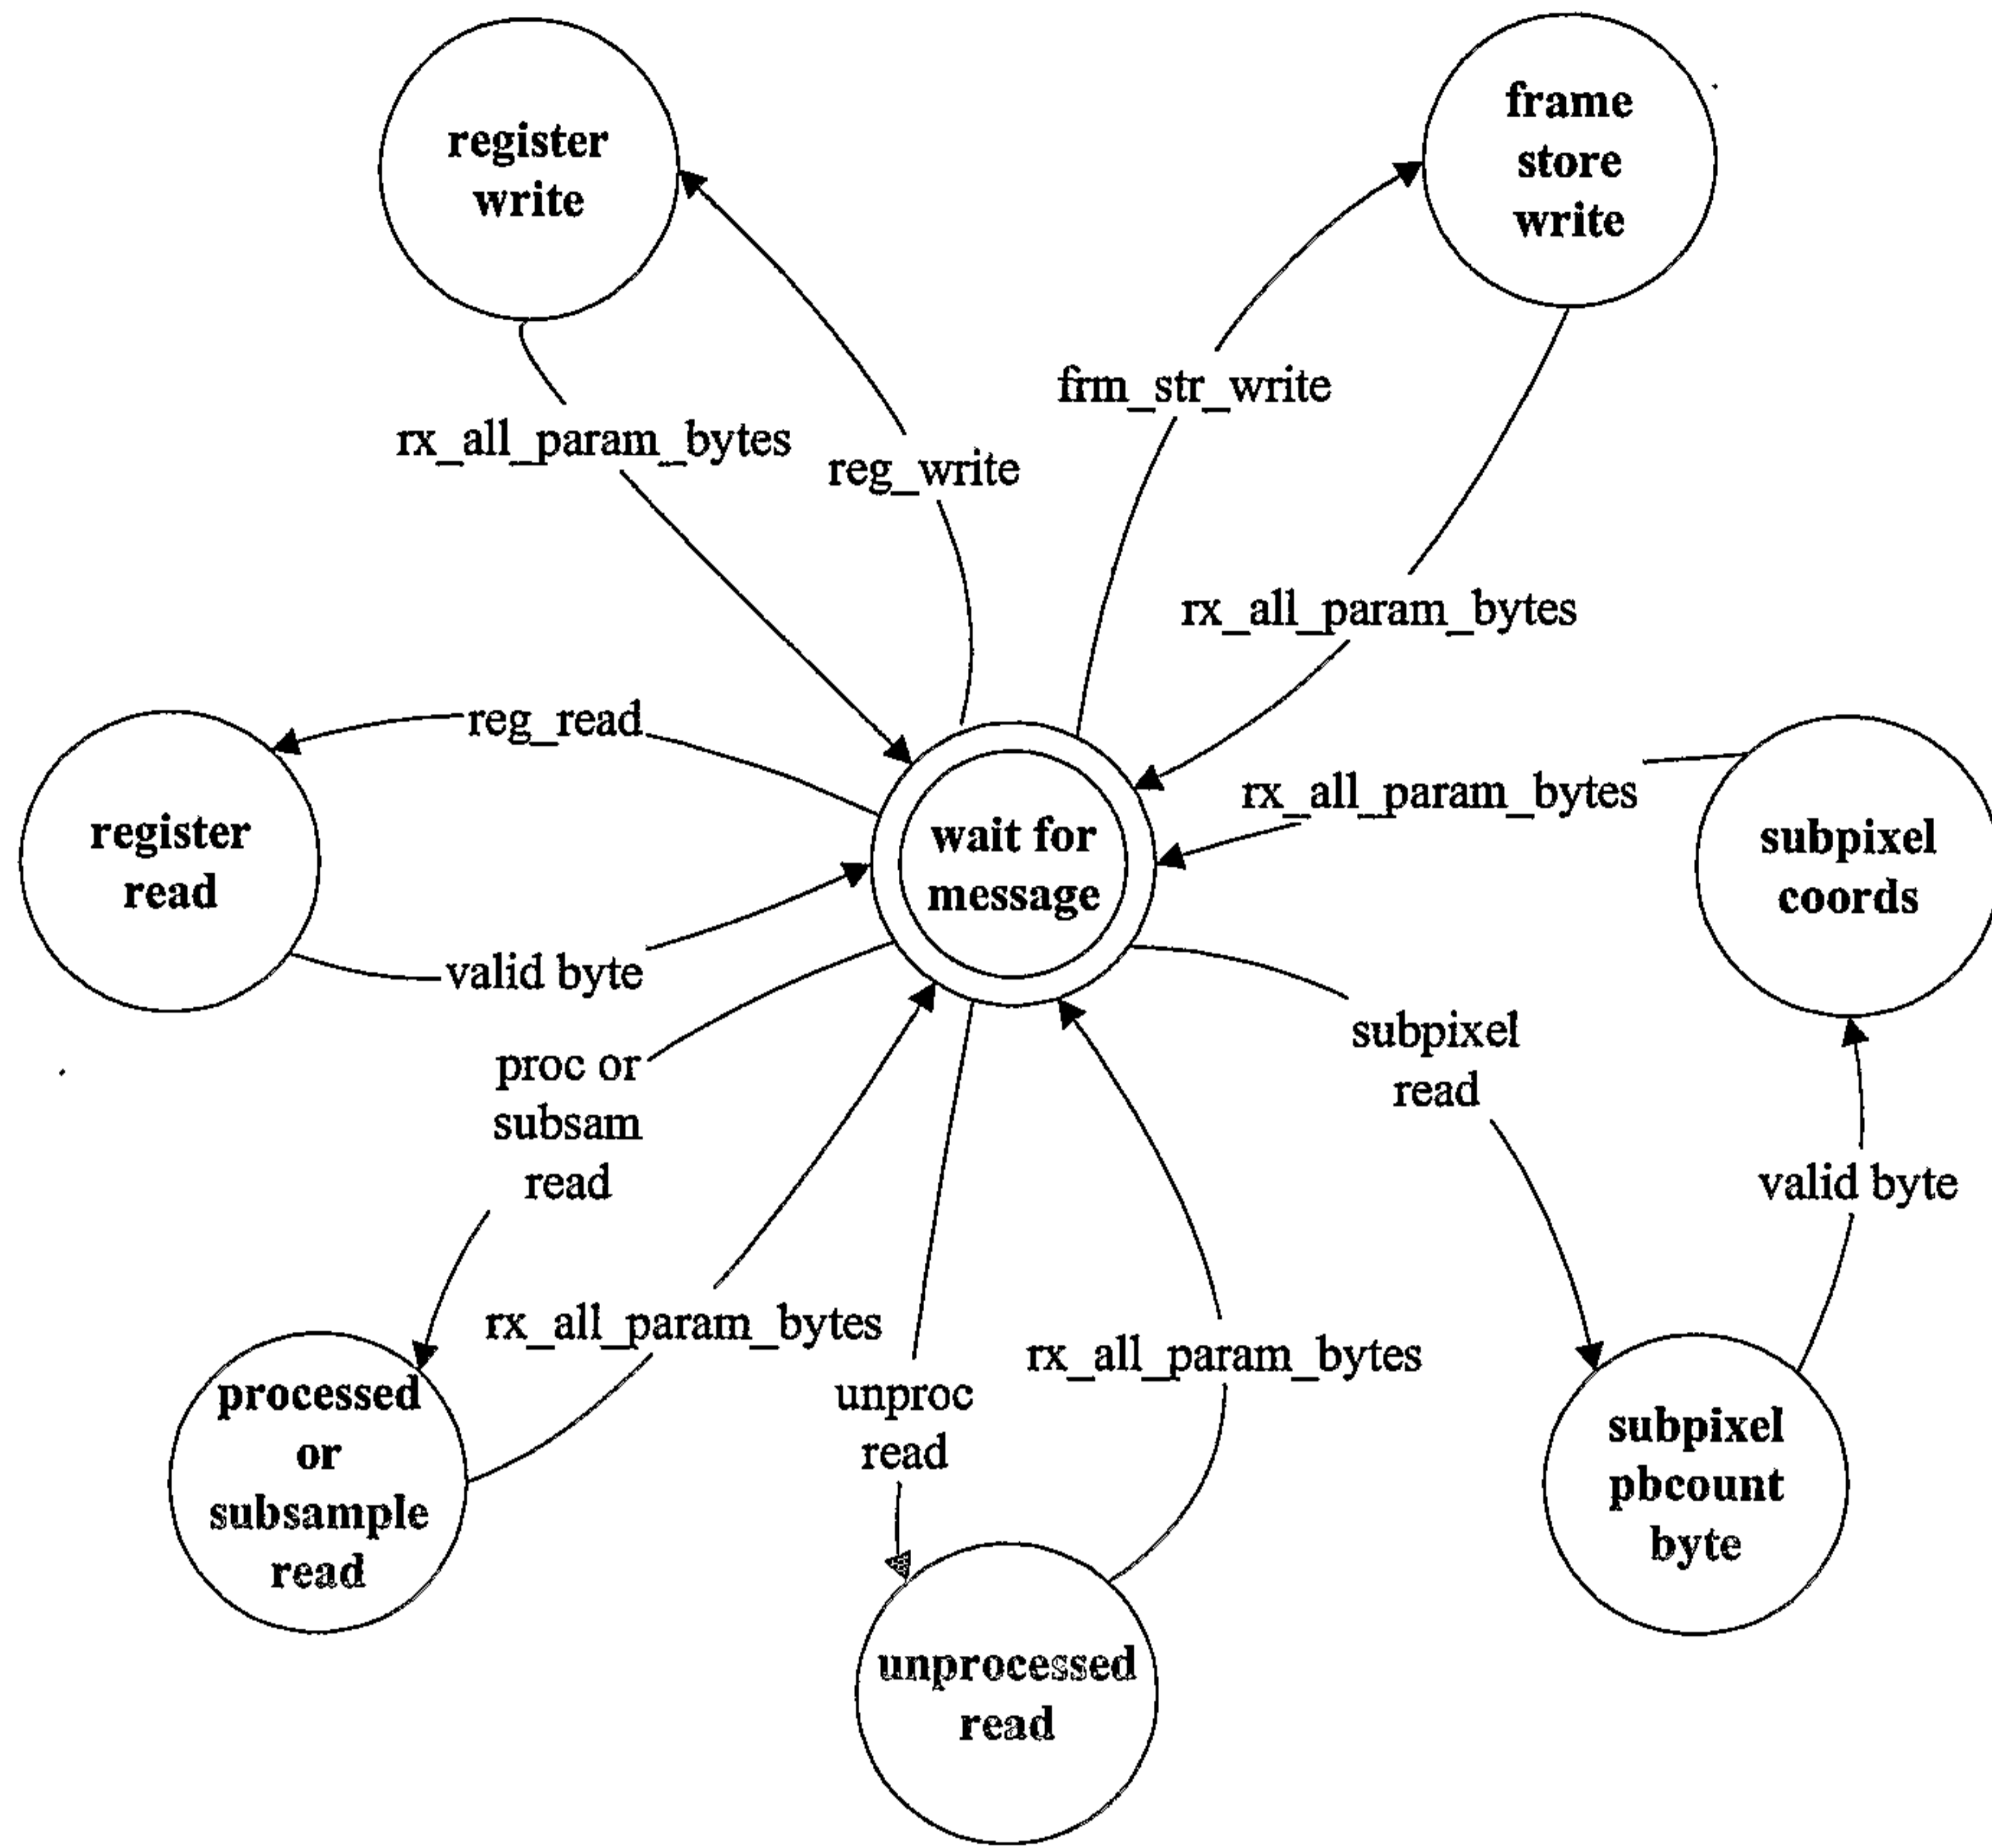 register
write
frame
store
write
frm_str_write
rx_all_param_bytes
reg_write
rx_all_param_bytes
reg_read
rx_all_param_bytes
register
read
wait for
message
subpixel
coords
valid byte
subpixel
read
proc or
subsam
read
valid byte
rx_all_param_bytes
rx_all_param_bytes
unproc
read
processed
or
subsample
read
subpixel
pbcount
byte
unprocessed
read